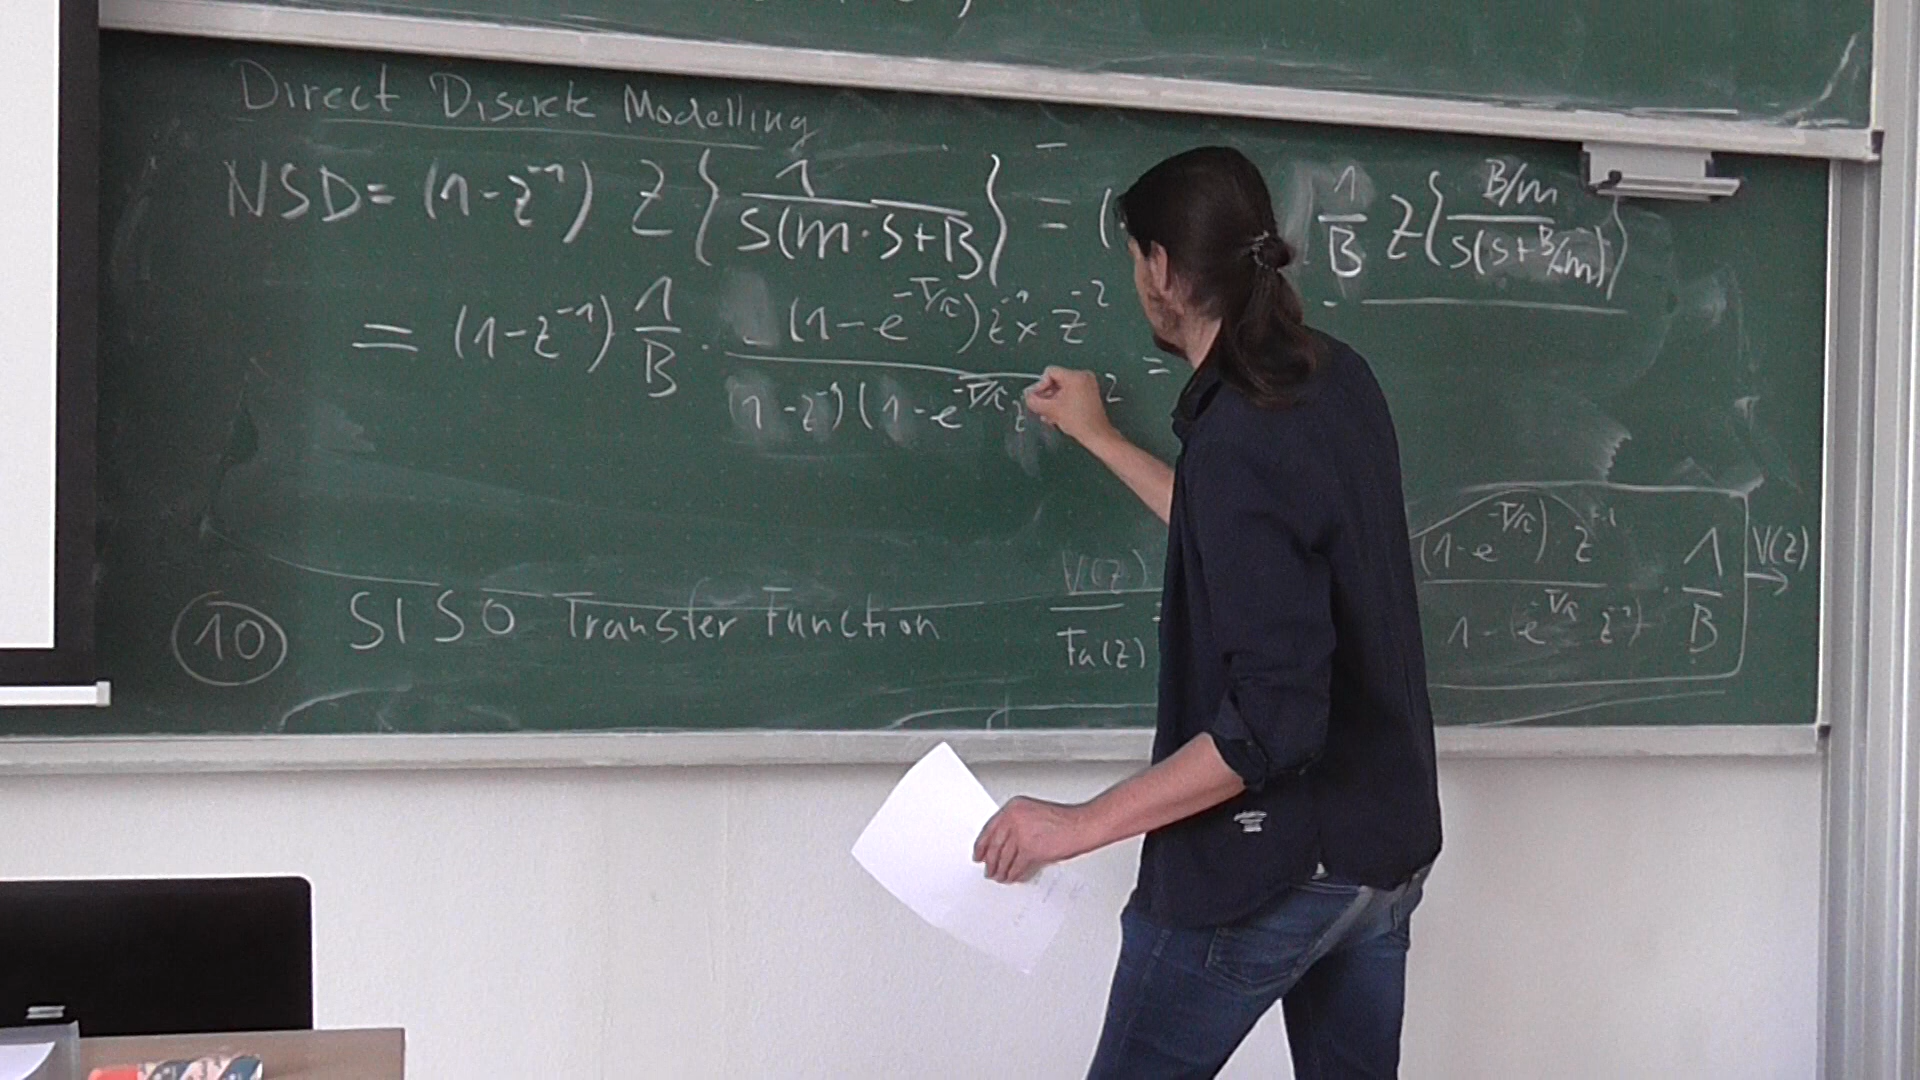 Direct Discrete Modelling
NSD = (1-z⁻¹) Z{ 1 / s(m·s+B) } = ( 1/B Z{ B/m / s(s+B/m) }
= (1-z⁻¹) 1/B · (1-e^(-T/τ)) z⁻¹ × z² / (1-z⁻¹)(1-e^(-T/τ) z 2 =
(10) SISO Transfer Function V(z) / Fa(z) (1-e^(-T/τ))·z⁻¹ / 1-(e^(-T/τ) z⁻¹) · 1/B V(z)